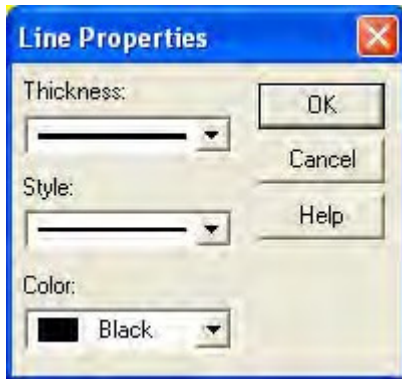 Line Properties
Thickness:
OK
Cancel
Style:
Help
Color:
Black